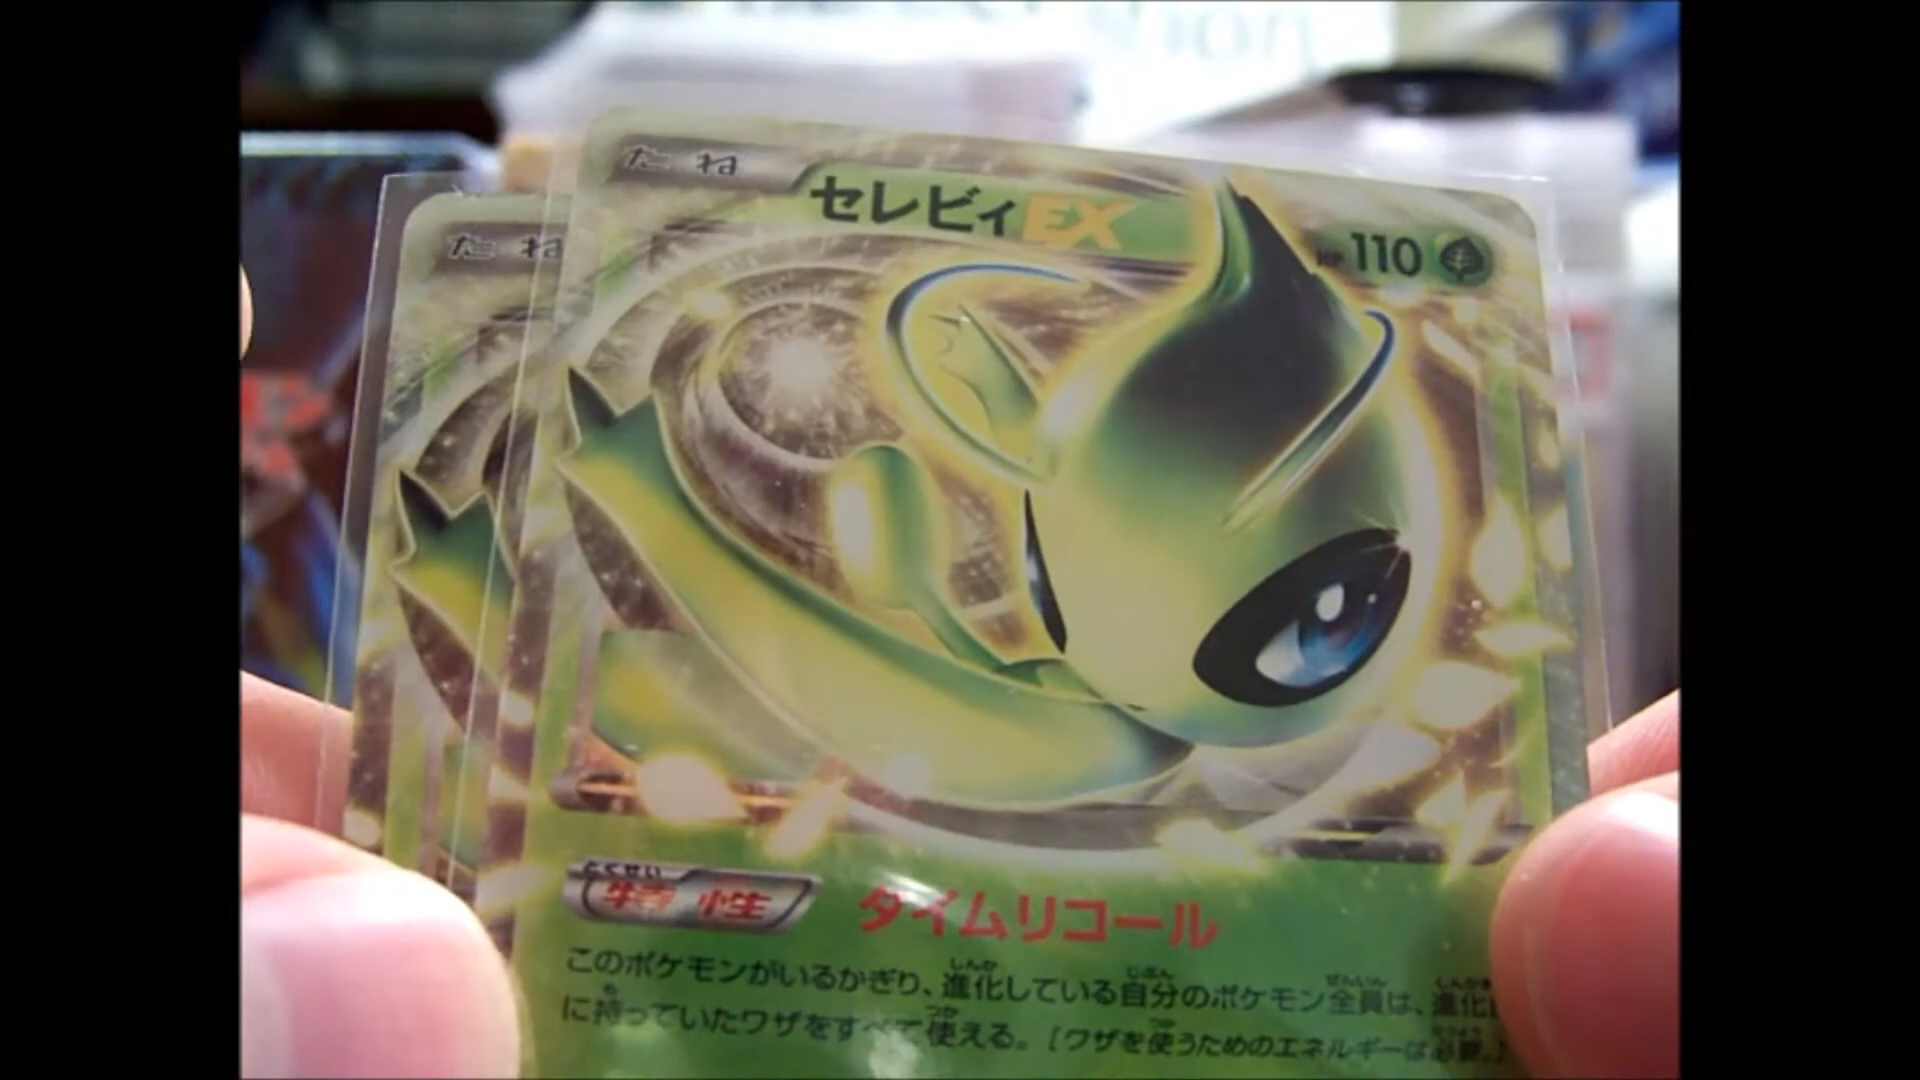 たね
セレビィEX
HP 110
たね
とくせい
特性
タイムリコール
このポケモンがいるかぎり、進化している自分のポケモン全員は、進化
に持っていたワザをすべて使える。[ワザを使うためのエネルギーは必要。]